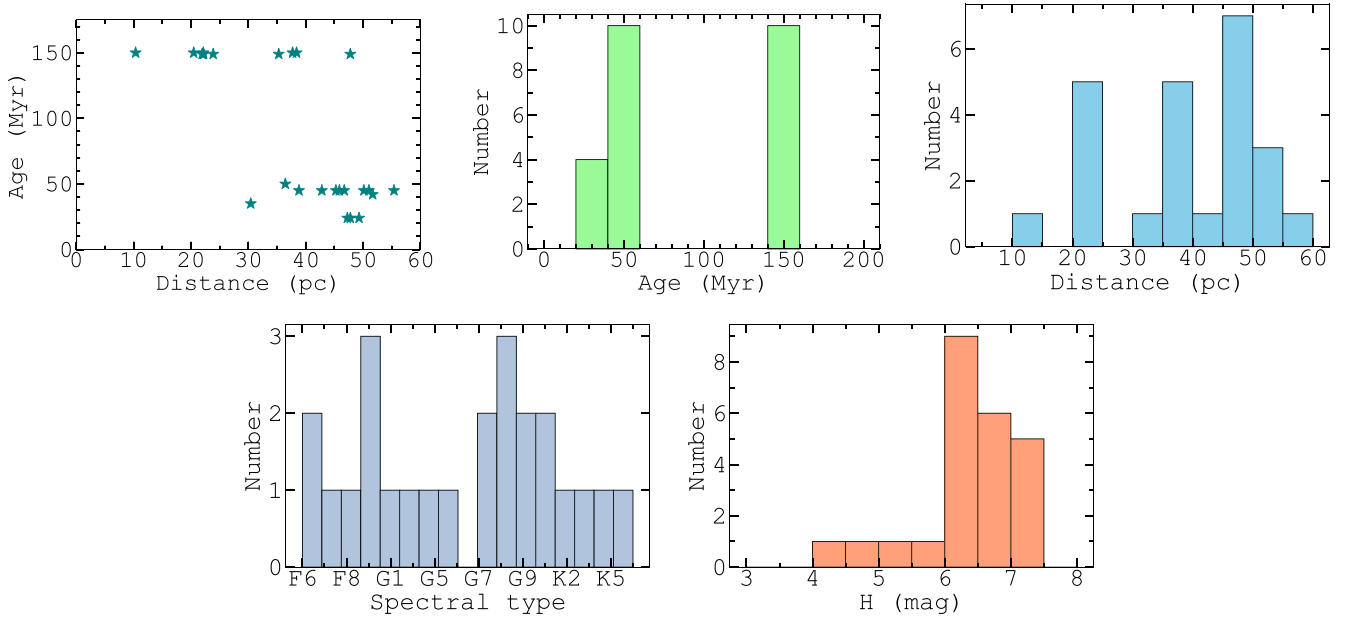 150
100
50
0
Age (Myr)
0 10 20 30 40 50 60
Distance (pc)
10
8
6
4
2
0
Number
0 50 100 150 200
Age (Myr)
6
4
2
0
Number
10 20 30 40 50 60
Distance (pc)
3
2
1
0
Number
F6 F8 G1 G5 G7 G9 K2 K5
Spectral type
8
6
4
2
0
Number
3 4 5 6 7 8
H (mag)